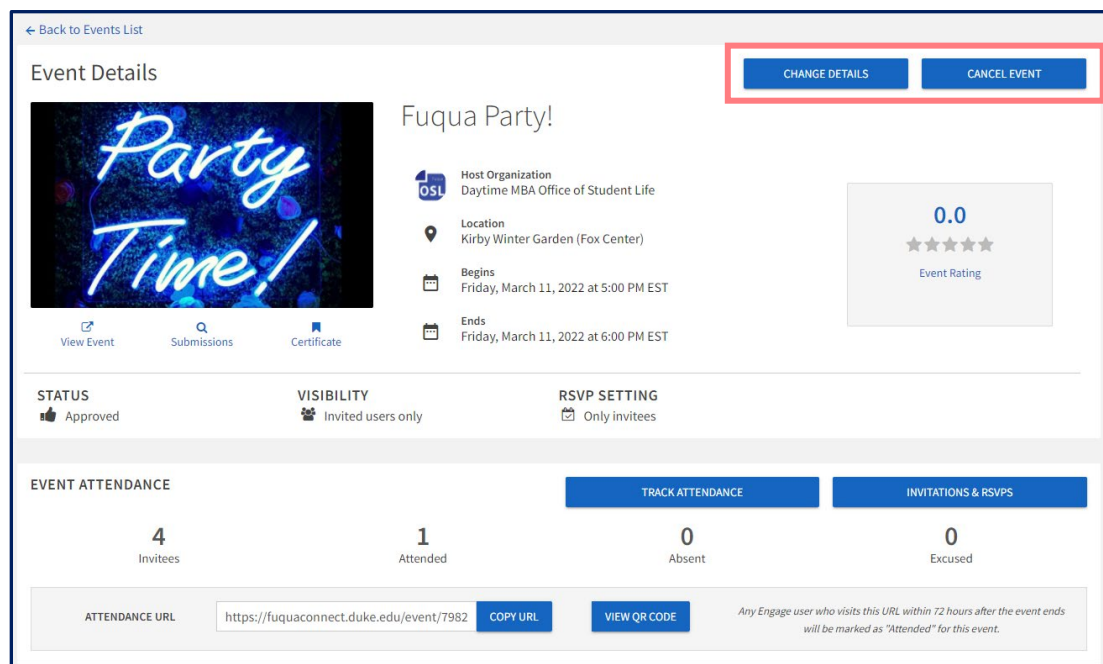 ← Back to Events List
Event Details
CHANGE DETAILS
CANCEL EVENT
Party
Time!
Fuqua Party!
OSL
Host Organization
Daytime MBA Office of Student Life
Location
Kirby Winter Garden (Fox Center)
Begins
Friday, March 11, 2022 at 5:00 PM EST
Ends
Friday, March 11, 2022 at 6:00 PM EST
0.0
Event Rating
View Event
Submissions
Certificate
STATUS
Approved
VISIBILITY
Invited users only
RSVP SETTING
Only invitees
EVENT ATTENDANCE
TRACK ATTENDANCE
INVITATIONS & RSVPS
4
Invitees
1
Attended
0
Absent
0
Excused
ATTENDANCE URL
https://fuquaconnect.duke.edu/event/7982
COPY URL
VIEW QR CODE
Any Engage user who visits this URL within 72 hours after the event ends
will be marked as "Attended" for this event.